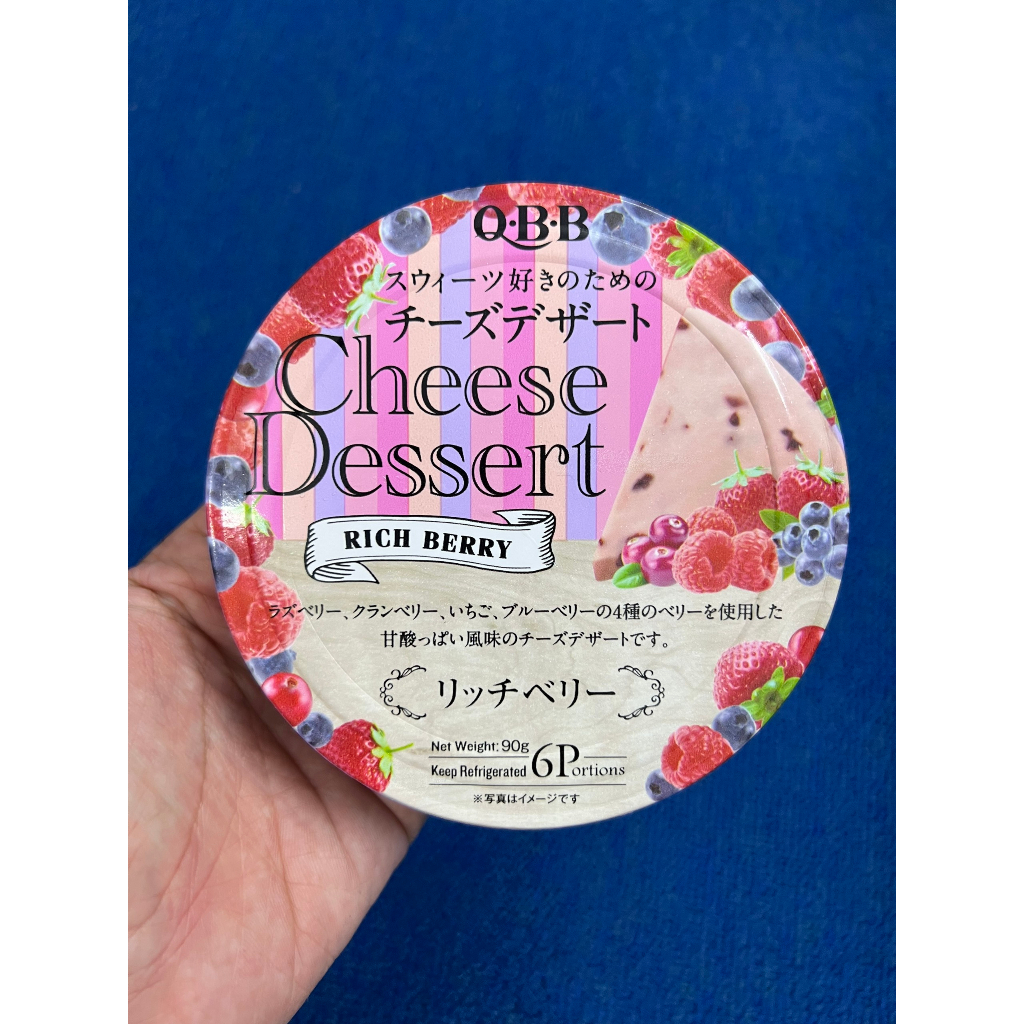 Q·B·B
スウィーツ好きのための
チーズデザート
Cheese
Dessert
RICH BERRY
ラズベリー、クランベリー、いちご、ブルーベリーの4種のベリーを使用した
甘酸っぱい風味のチーズデザートです。
リッチベリー
Net Weight: 90g
Keep Refrigerated 6Portions
※写真はイメージです